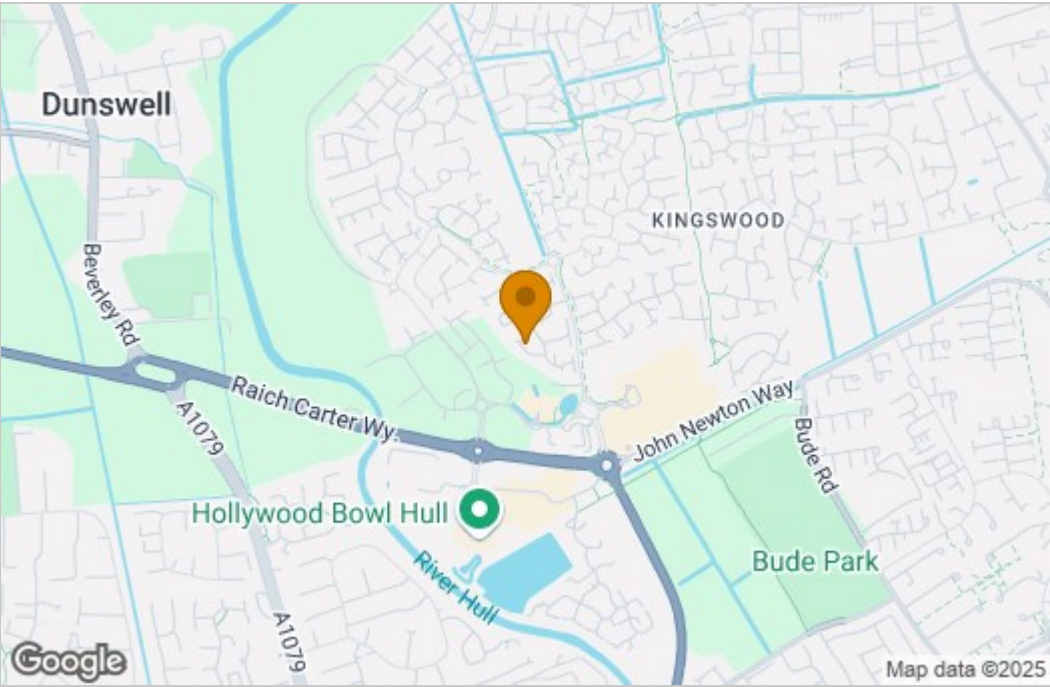 Dunswell
KINGSWOOD
Beverley Rd
Raich Carter Wy.
John Newton Way
A1079
Bude Rd
Hollywood Bowl Hull
Bude Park
River Hull
A1079
Google
Map data ©2025